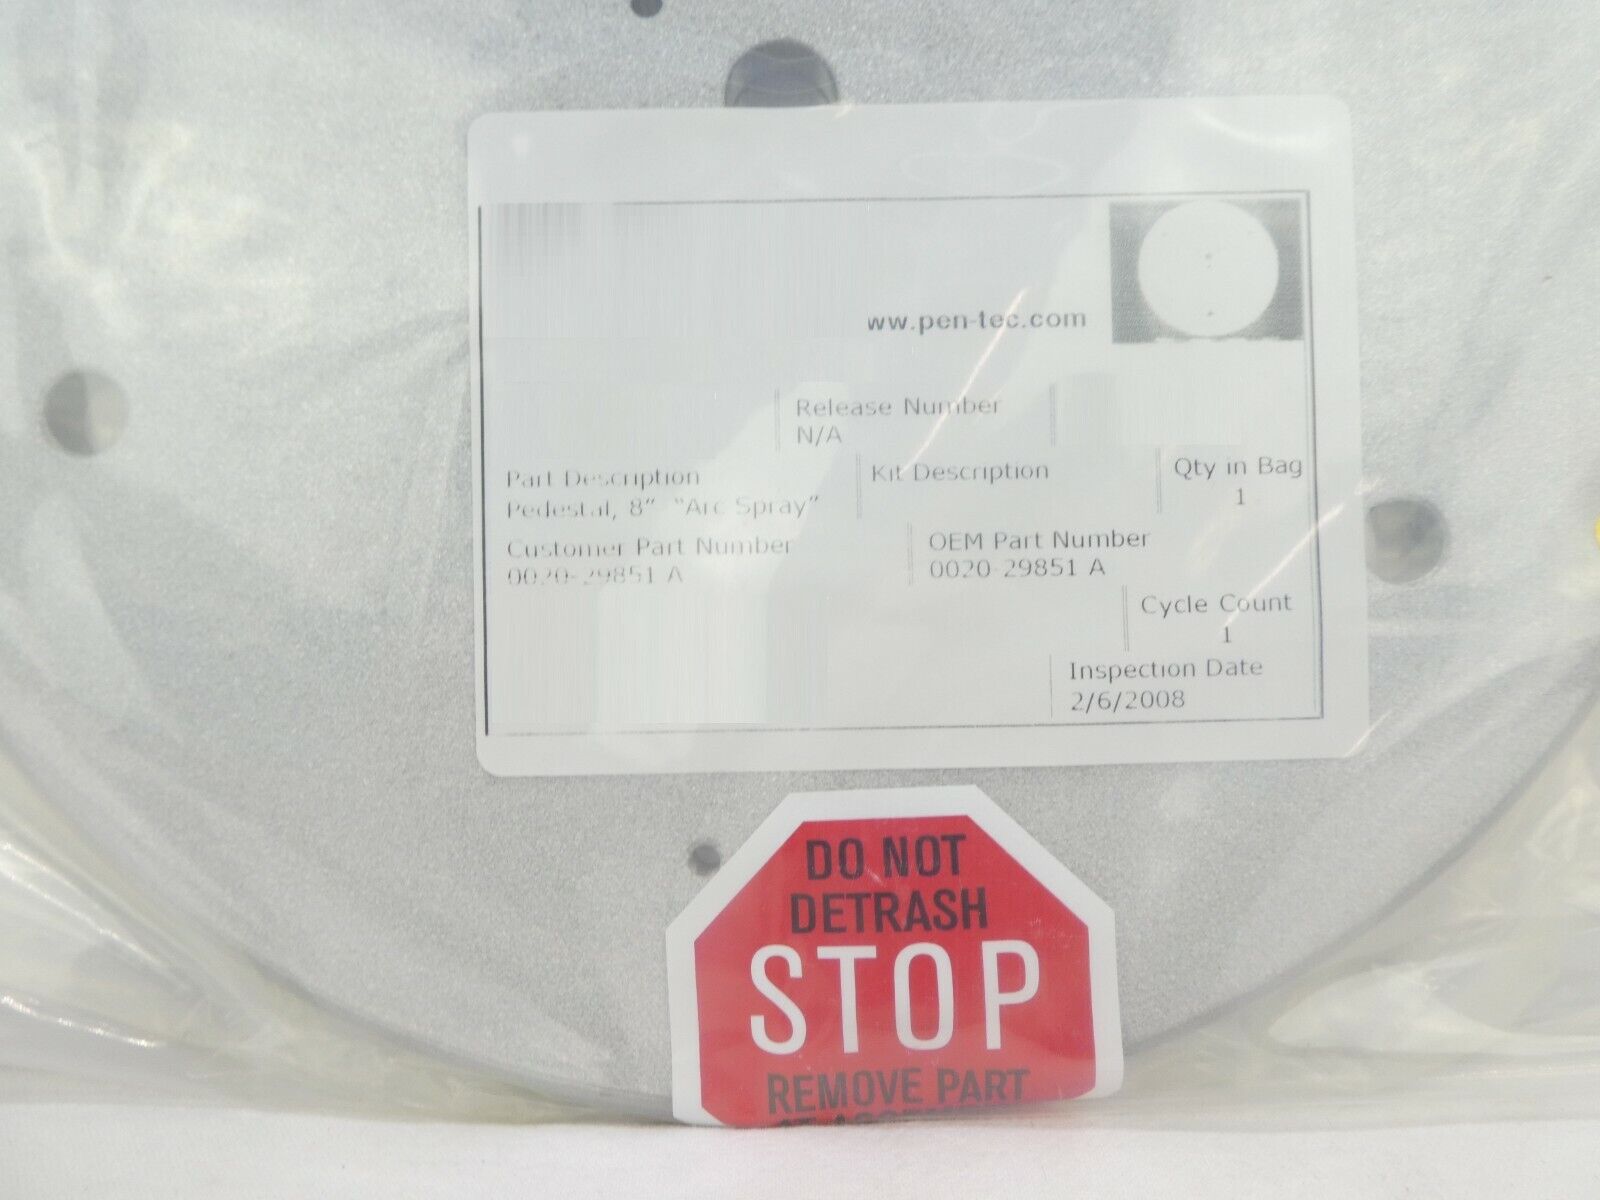 ww.pen-tec.com
Release Number
N/A
Part Description
Kit Description
Qty in Bag
Pedestal, 8" "Arc Spray"
1
Customer Part Number
OEM Part Number
0020-29851 A
0020-29851 A
Cycle Count
1
Inspection Date
2/6/2008
DO NOT
DETRASH
STOP
REMOVE PART